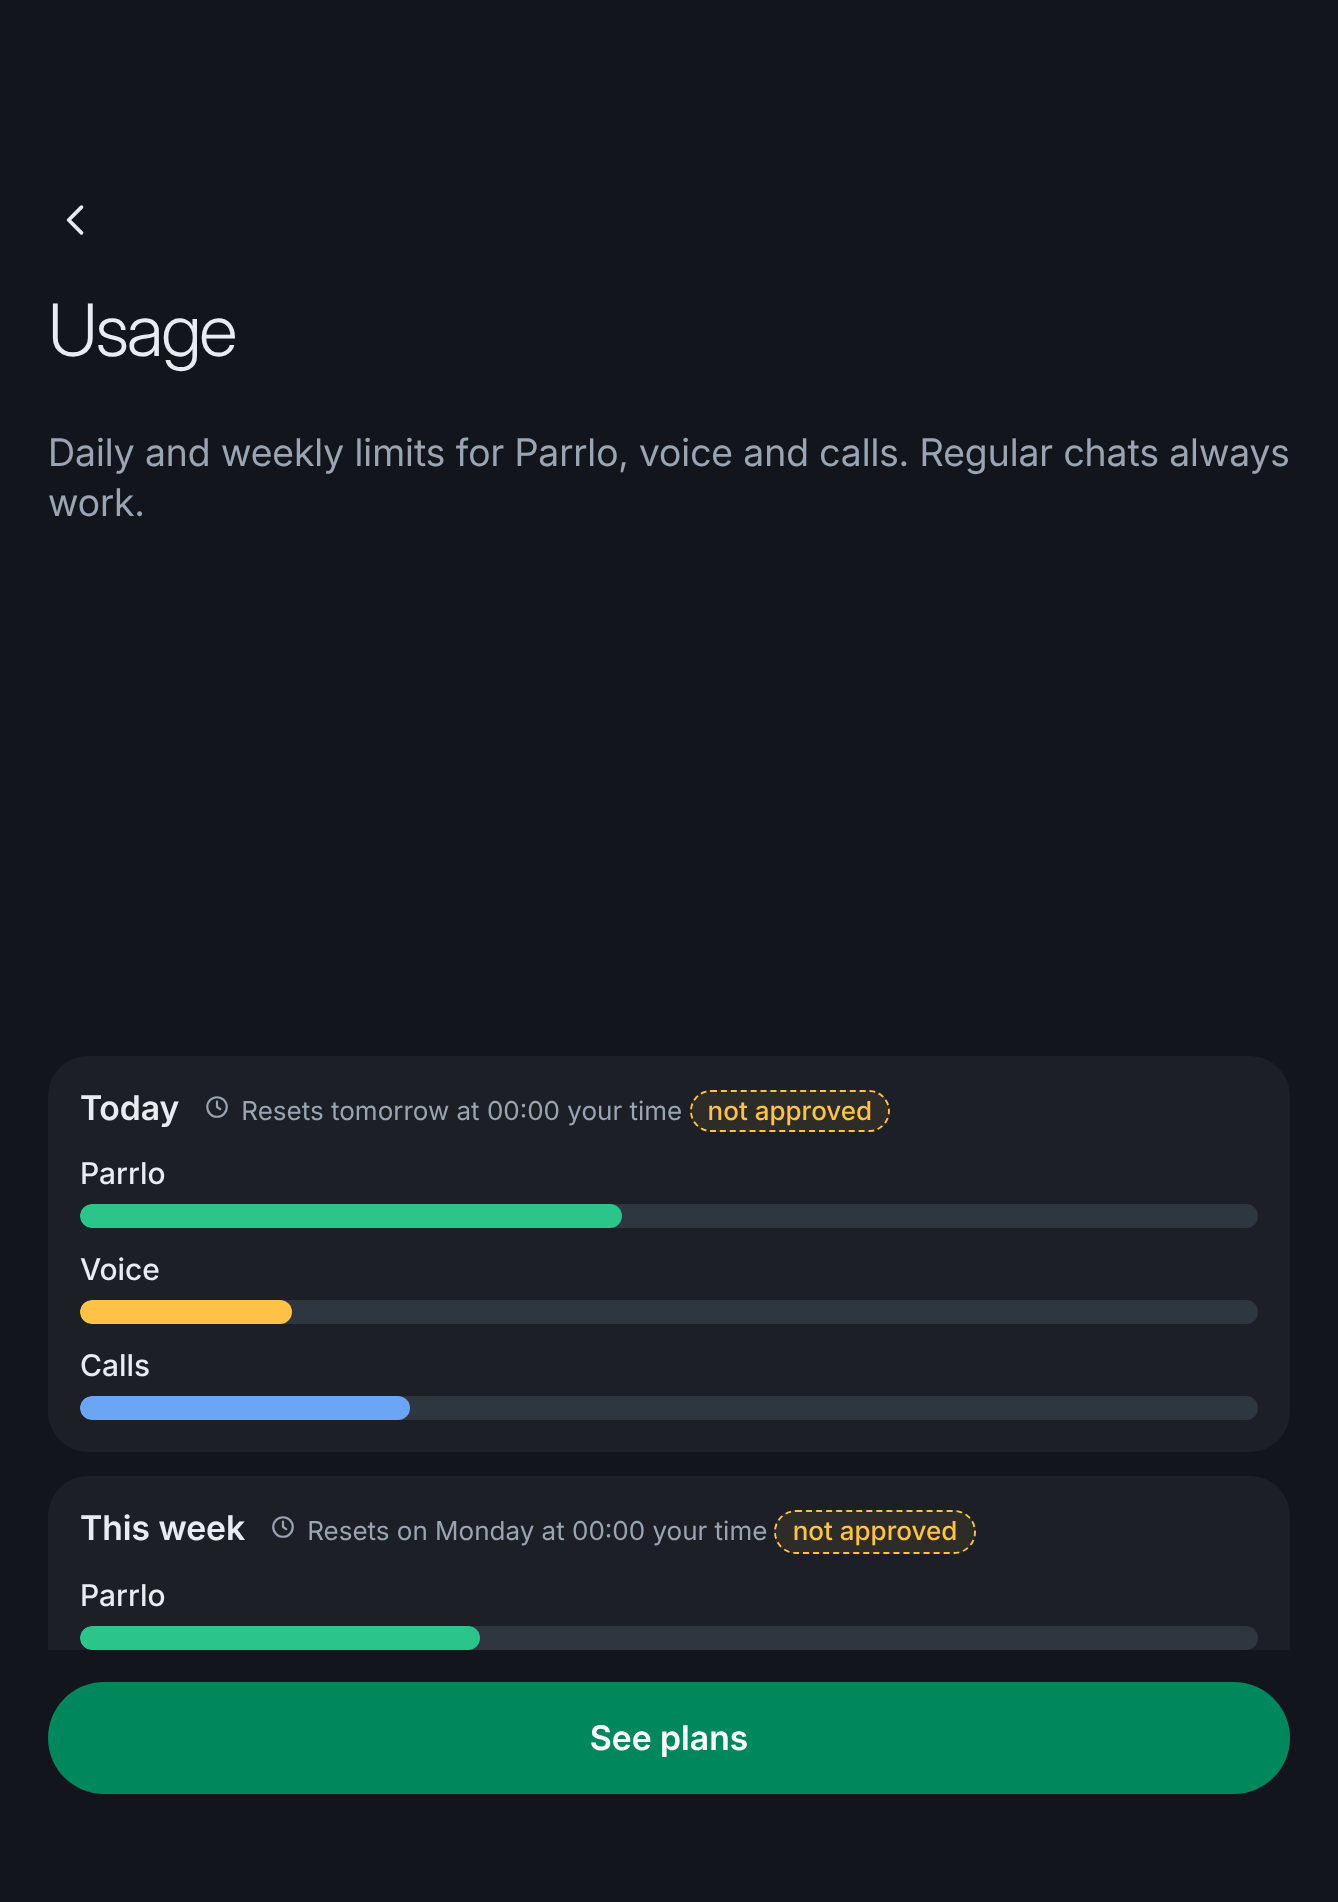 Usage
Daily and weekly limits for Parrlo, voice and calls. Regular chats always
work.
Today Resets tomorrow at 00:00 your time not approved
Parrlo
Voice
Calls
This week Resets on Monday at 00:00 your time not approved
Parrlo
See plans